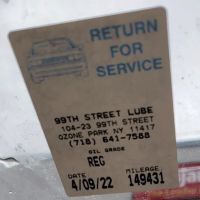 RETURN
FOR
SERVICE
99TH STREET LUBE
104-23 99TH STREET
OZONE PARK NY 11417
(718) 641-7568
OIL GRADE
REG
DATE MILEAGE
4/09/22 149431